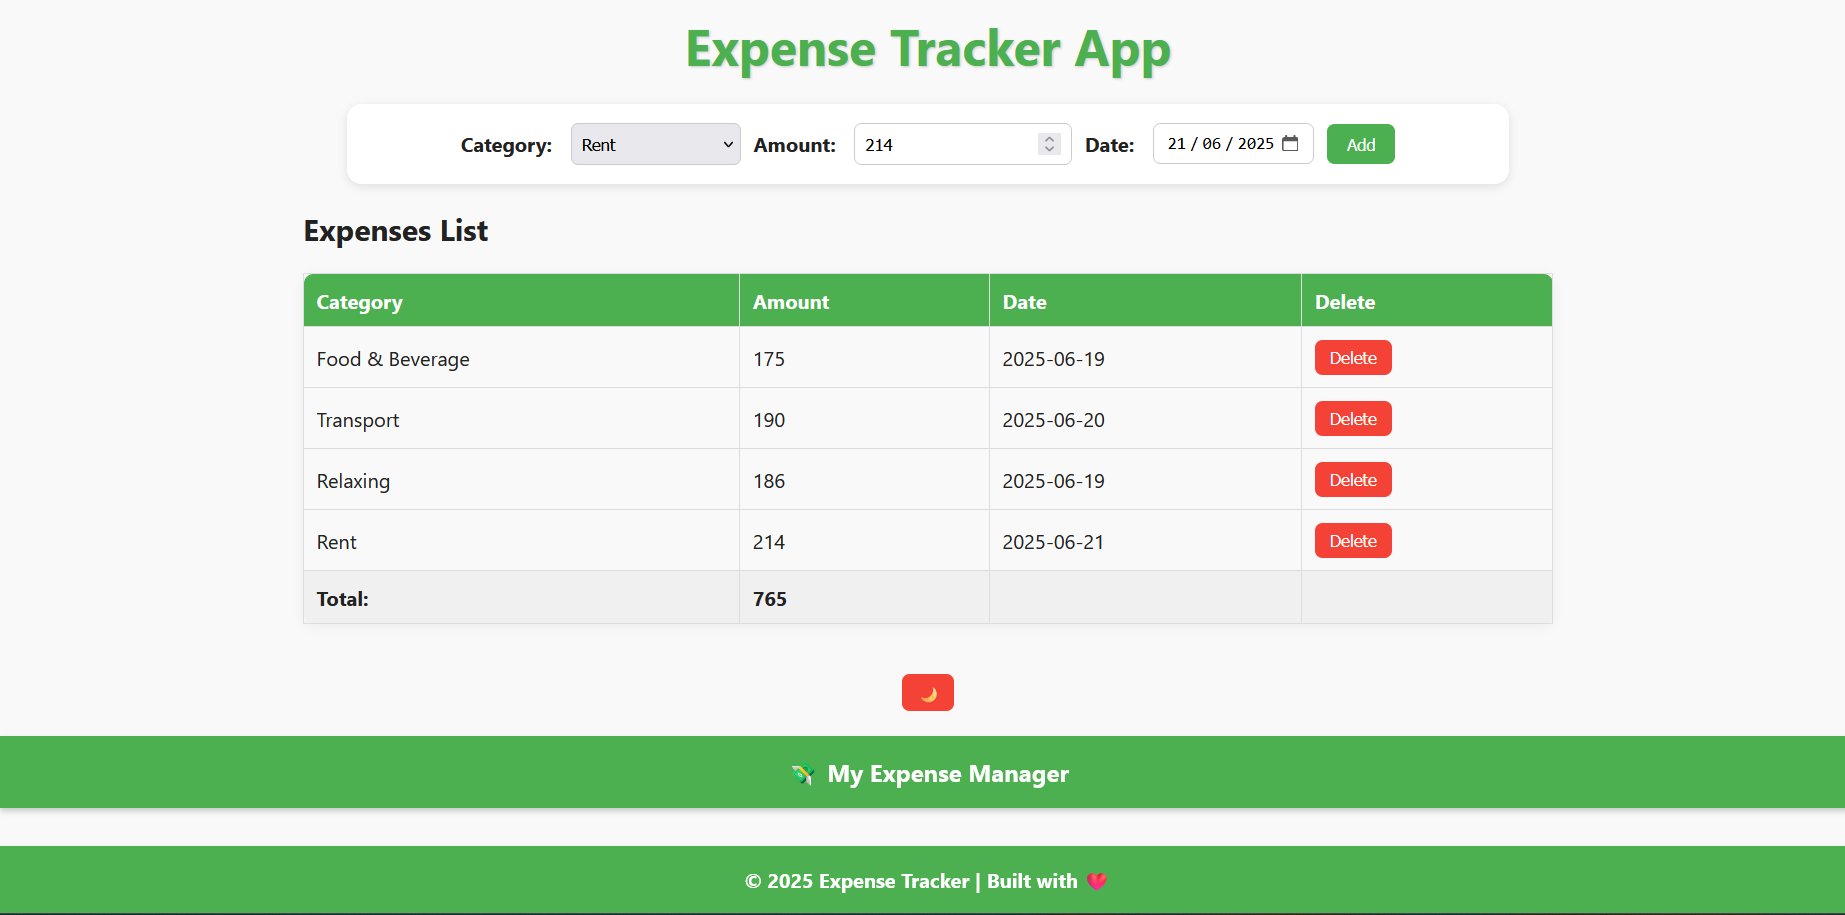 Expense Tracker App
Category: Rent Amount: 214 Date: 21 / 06 / 2025 Add
Expenses List
Category Amount Date Delete
Food & Beverage 175 2025-06-19 Delete
Transport 190 2025-06-20 Delete
Relaxing 186 2025-06-19 Delete
Rent 214 2025-06-21 Delete
Total: 765
🌙
💸 My Expense Manager
© 2025 Expense Tracker | Built with 💖